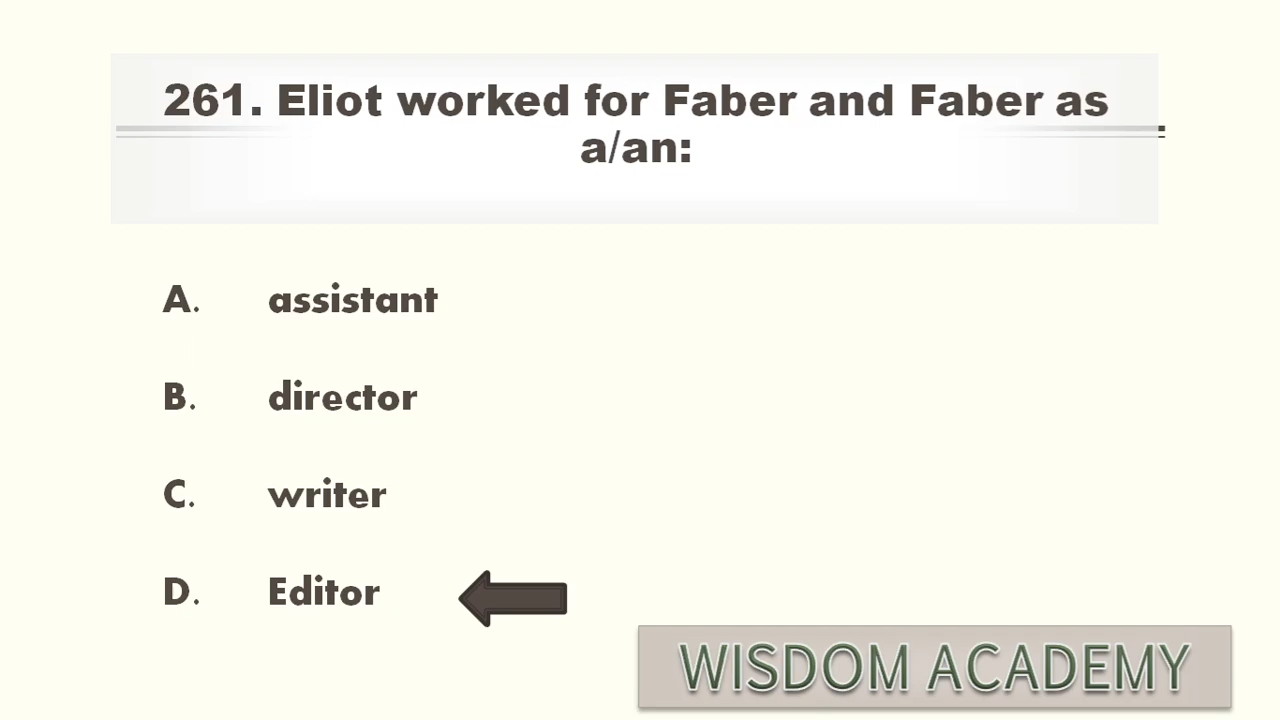 261. Eliot worked for Faber and Faber as
a/an:
A. assistant
B. director
C. writer
D. Editor
WISDOM ACADEMY